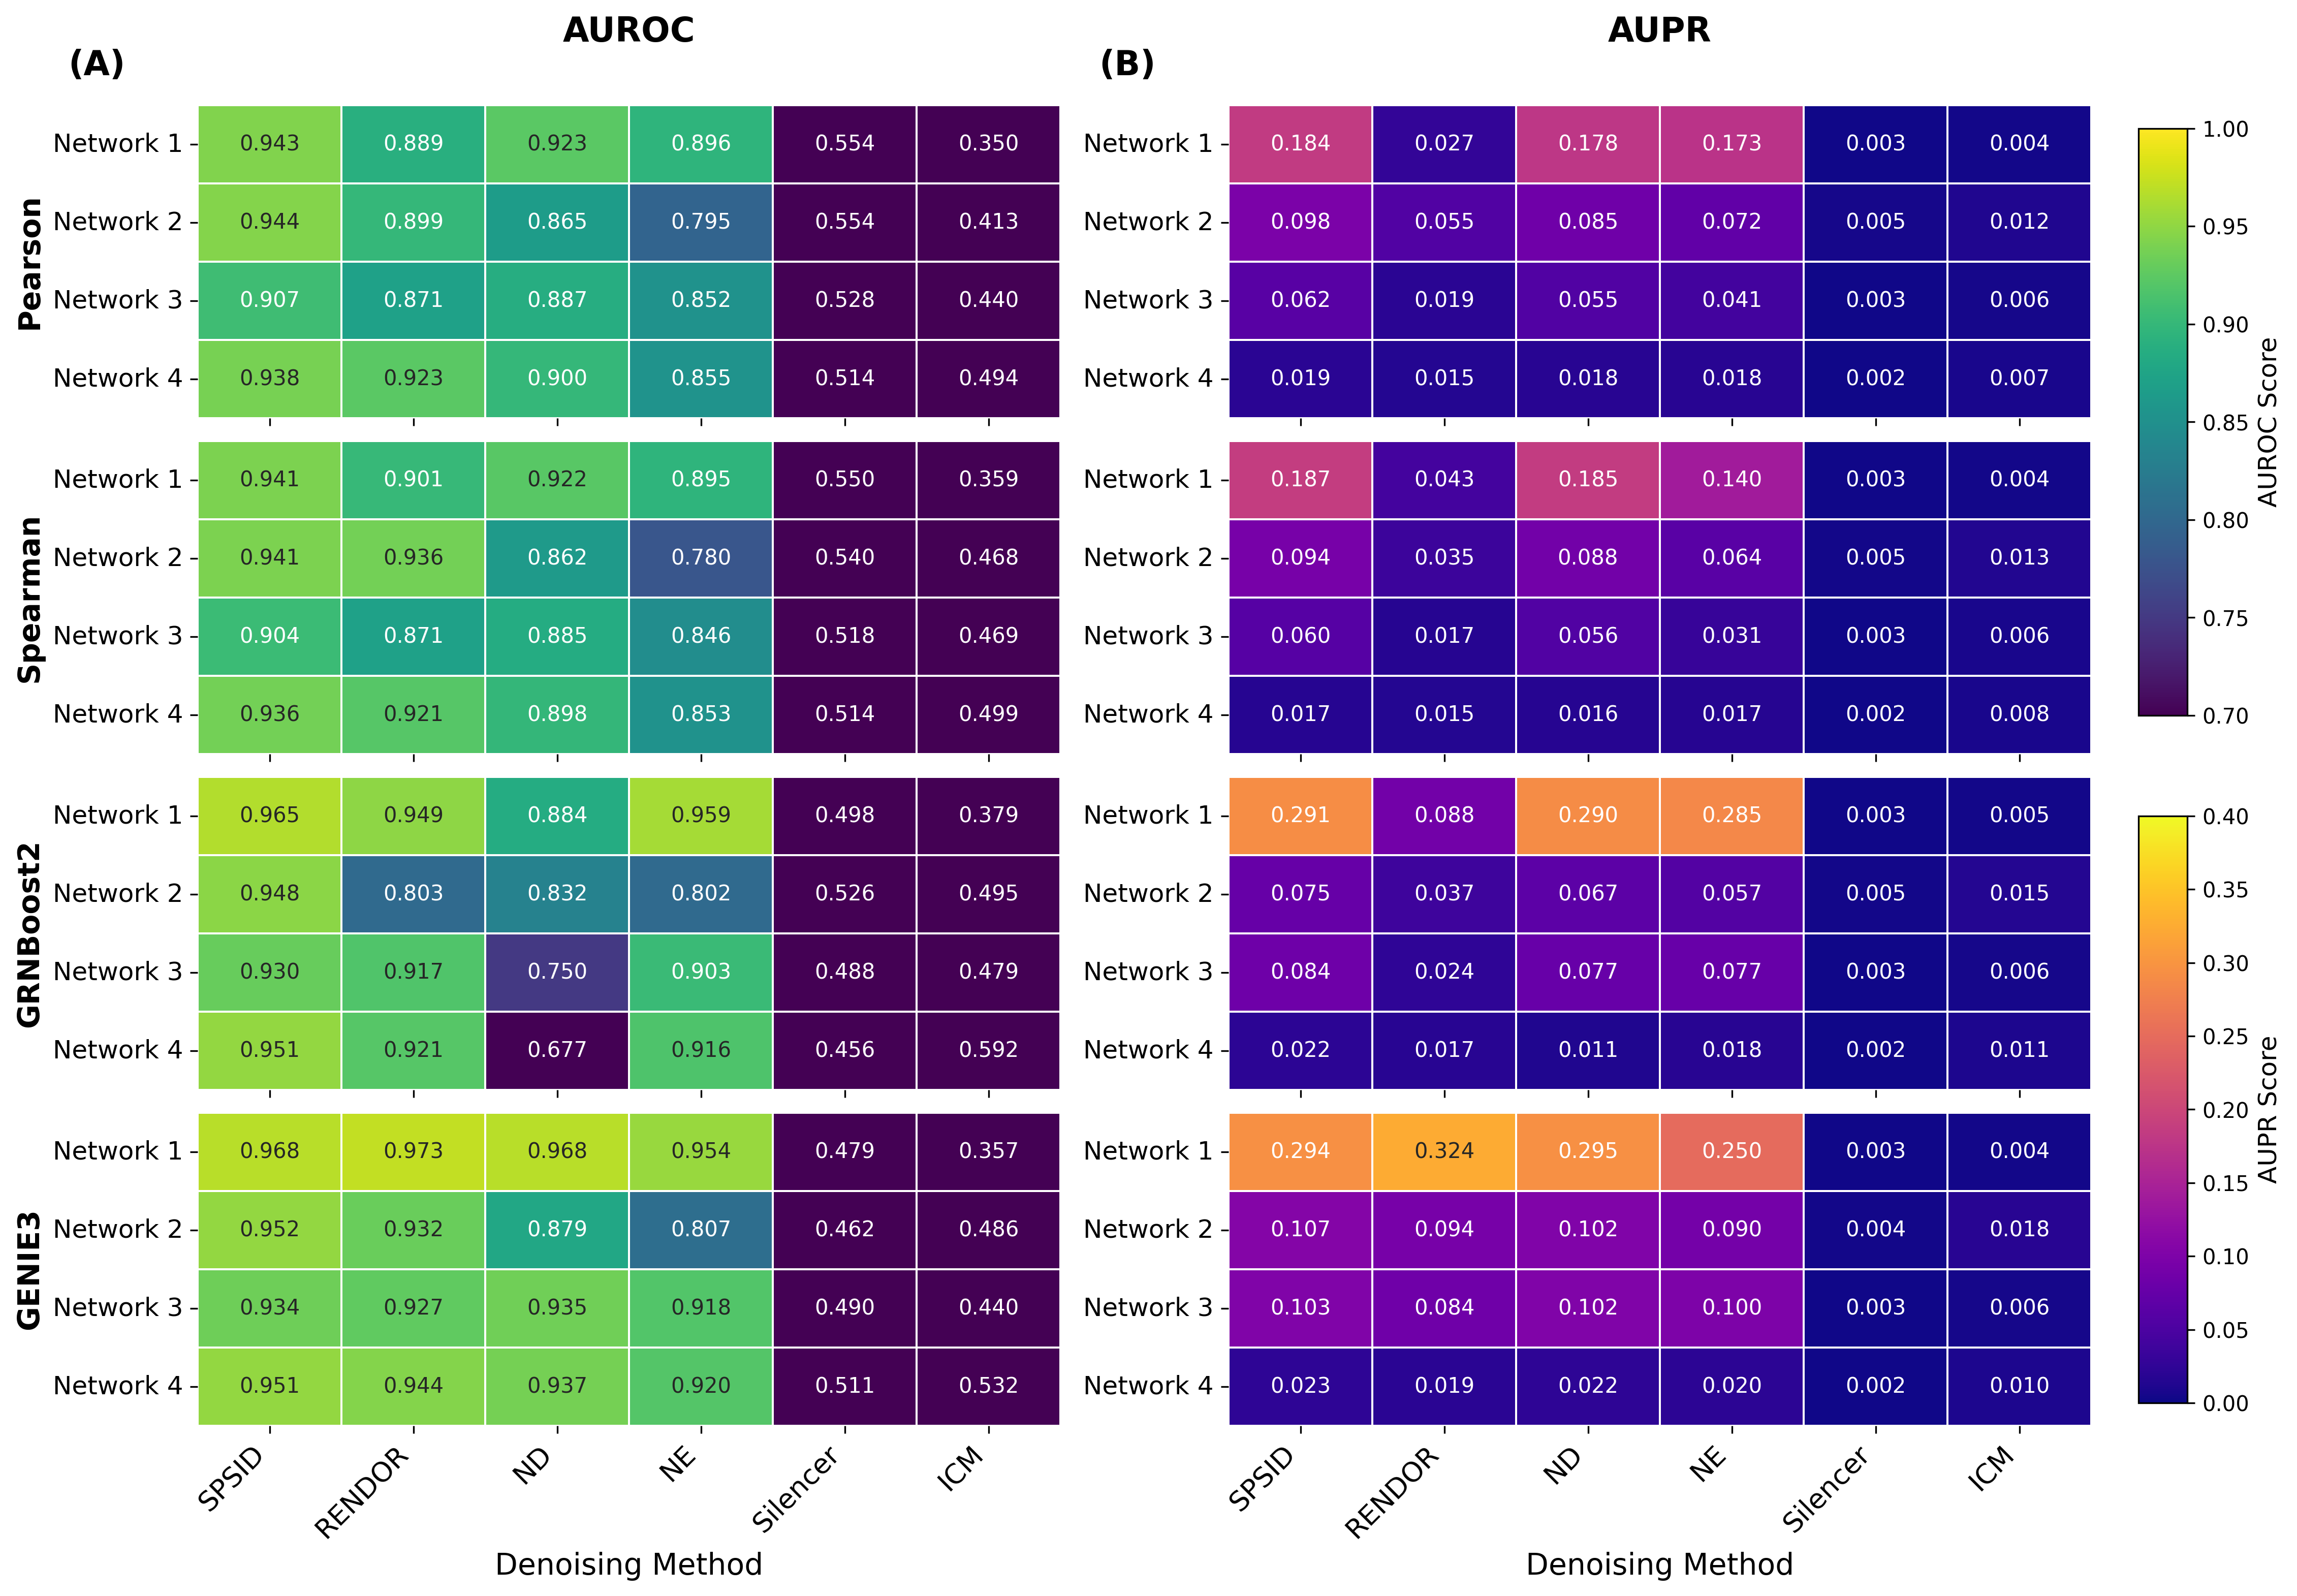 AUROC
AUPR
(A)
(B)
Pearson
Network 1 0.943 0.889 0.923 0.896 0.554 0.350
Network 2 0.944 0.899 0.865 0.795 0.554 0.413
Network 3 0.907 0.871 0.887 0.852 0.528 0.440
Network 4 0.938 0.923 0.900 0.855 0.514 0.494
Spearman
Network 1 0.941 0.901 0.922 0.895 0.550 0.359
Network 2 0.941 0.936 0.862 0.780 0.540 0.468
Network 3 0.904 0.871 0.885 0.846 0.518 0.469
Network 4 0.936 0.921 0.898 0.853 0.514 0.499
GRNBoost2
Network 1 0.965 0.949 0.884 0.959 0.498 0.379
Network 2 0.948 0.803 0.832 0.802 0.526 0.495
Network 3 0.930 0.917 0.750 0.903 0.488 0.479
Network 4 0.951 0.921 0.677 0.916 0.456 0.592
GENIE3
Network 1 0.968 0.973 0.968 0.954 0.479 0.357
Network 2 0.952 0.932 0.879 0.807 0.462 0.486
Network 3 0.934 0.927 0.935 0.918 0.490 0.440
Network 4 0.951 0.944 0.937 0.920 0.511 0.532
SPSID RENDOR ND NE Silencer ICM
Denoising Method
Network 1 0.184 0.027 0.178 0.173 0.003 0.004
Network 2 0.098 0.055 0.085 0.072 0.005 0.012
Network 3 0.062 0.019 0.055 0.041 0.003 0.006
Network 4 0.019 0.015 0.018 0.018 0.002 0.007
Network 1 0.187 0.043 0.185 0.140 0.003 0.004
Network 2 0.094 0.035 0.088 0.064 0.005 0.013
Network 3 0.060 0.017 0.056 0.031 0.003 0.006
Network 4 0.017 0.015 0.016 0.017 0.002 0.008
Network 1 0.291 0.088 0.290 0.285 0.003 0.005
Network 2 0.075 0.037 0.067 0.057 0.005 0.015
Network 3 0.084 0.024 0.077 0.077 0.003 0.006
Network 4 0.022 0.017 0.011 0.018 0.002 0.011
Network 1 0.294 0.324 0.295 0.250 0.003 0.004
Network 2 0.107 0.094 0.102 0.090 0.004 0.018
Network 3 0.103 0.084 0.102 0.100 0.003 0.006
Network 4 0.023 0.019 0.022 0.020 0.002 0.010
SPSID RENDOR ND NE Silencer ICM
Denoising Method
1.00
0.95
0.90
0.85
0.80
0.75
0.70
AUROC Score
0.40
0.35
0.30
0.25
0.20
0.15
0.10
0.05
0.00
AUPR Score